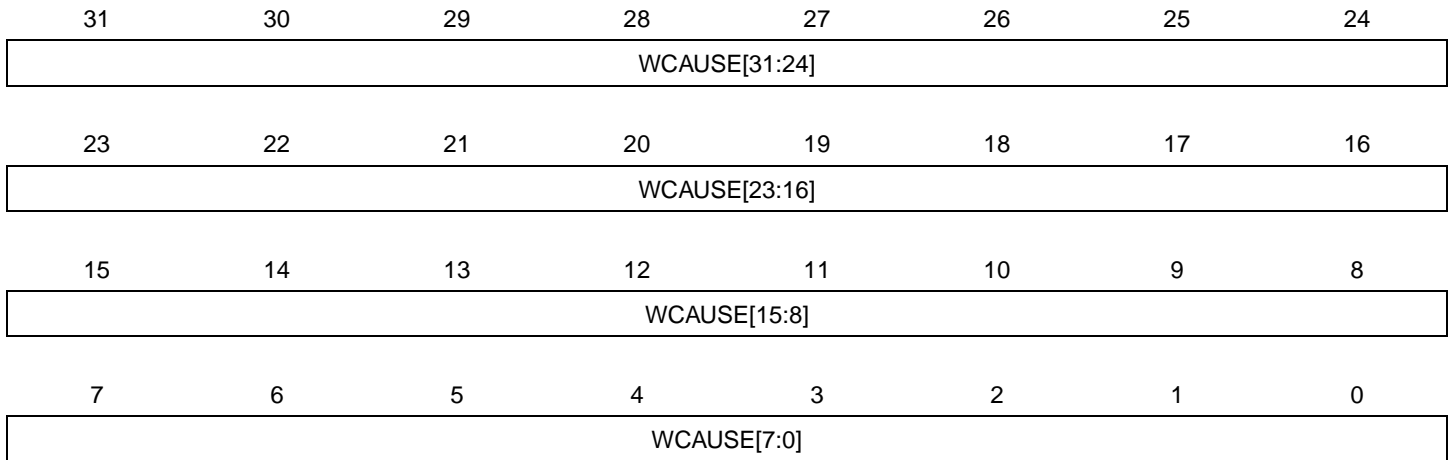 31 30 29 28 27 26 25 24
WCAUSE[31:24]
23 22 21 20 19 18 17 16
WCAUSE[23:16]
15 14 13 12 11 10 9 8
WCAUSE[15:8]
7 6 5 4 3 2 1 0
WCAUSE[7:0]